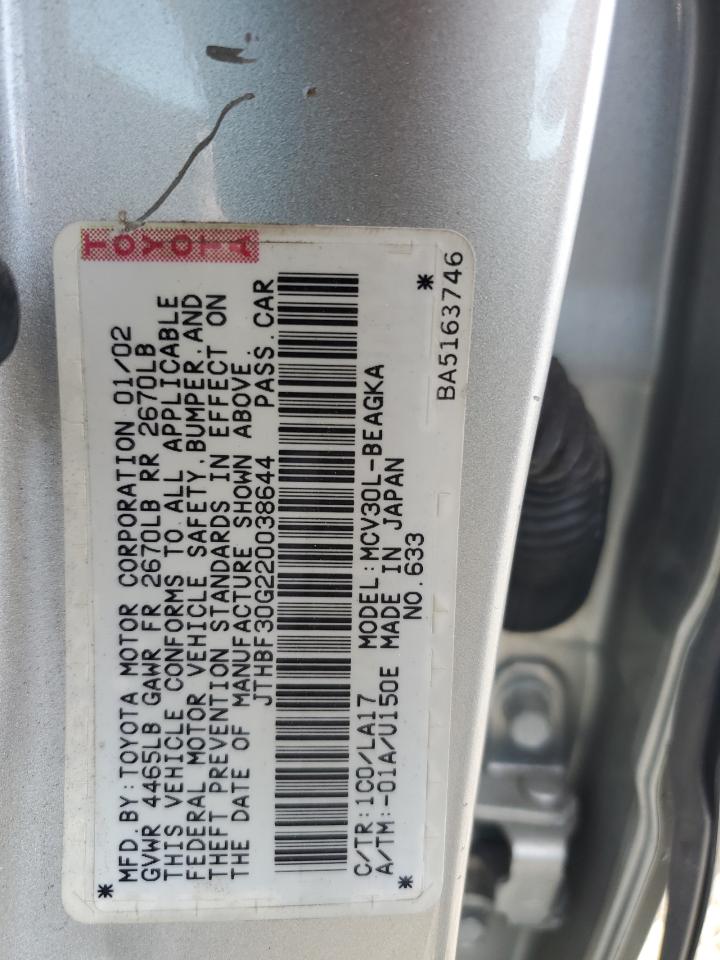 TOYOTA
MFD.BY:TOYOTA MOTOR CORPORATION 01/02
GVWR 4465LB GAWR FR 2670LB RR 2670LB
THIS VEHICLE CONFORMS TO ALL APPLICABLE
FEDERAL MOTOR VEHICLE SAFETY,BUMPER,AND
THEFT PREVENTION STANDARDS IN EFFECT ON
THE DATE OF MANUFACTURE SHOWN ABOVE.
JTHBF30G220038644 PASS.CAR
C/TR:1C0/LA17 MODEL:MCV30L-BEAGKA
A/TM:-01A/U150E MADE IN JAPAN
NO.633
BA5163746